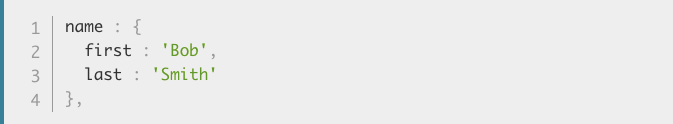 1 name : {
2   first : 'Bob',
3   last : 'Smith'
4 },